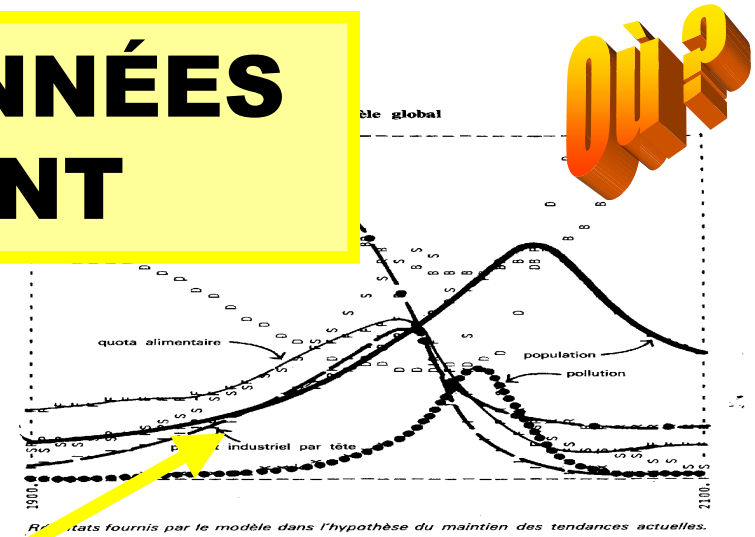 NNÉES
NT
OÙ ?
èle global
quota alimentaire
population
pollution
industriel par tête
1900.
2100.
fournis par le modèle dans l'hypothèse du maintien des tendances actuelles.